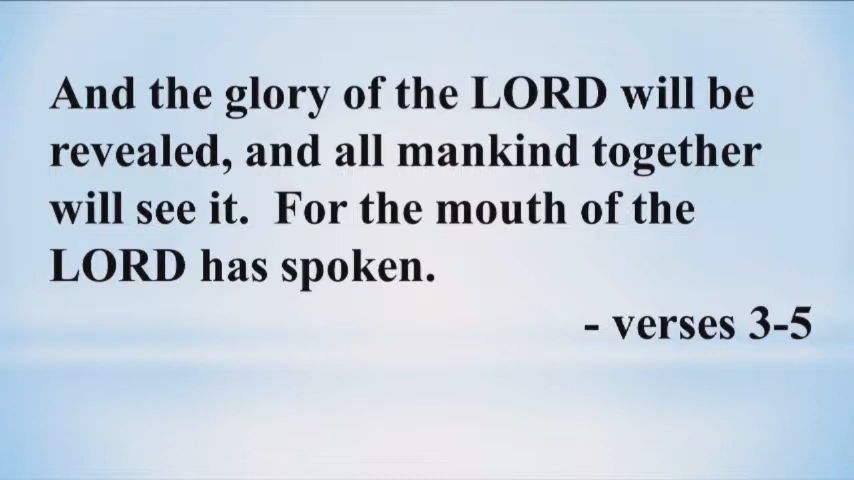 And the glory of the LORD will be
revealed, and all mankind together
will see it.  For the mouth of the
LORD has spoken.
- verses 3-5